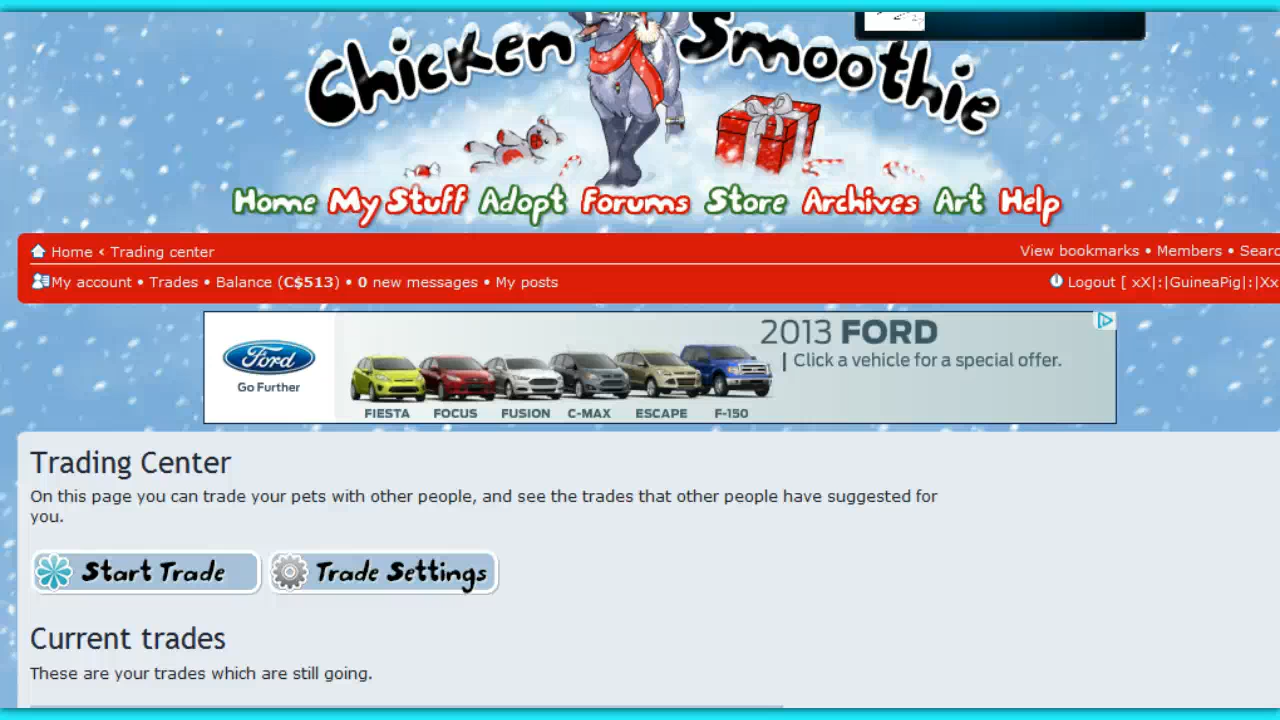 Chicken Smoothie
Home My Stuff Adopt Forums Store Archives Art Help
Home ‹ Trading center
View bookmarks • Members • Searc
My account • Trades • Balance (C$513) • 0 new messages • My posts
Logout [ xX|:|GuineaPig|:|Xx
Ford
Go Further
2013 FORD
| Click a vehicle for a special offer.
FIESTA FOCUS FUSION C-MAX ESCAPE F-150
Trading Center
On this page you can trade your pets with other people, and see the trades that other people have suggested for
you.
Start Trade Trade Settings
Current trades
These are your trades which are still going.